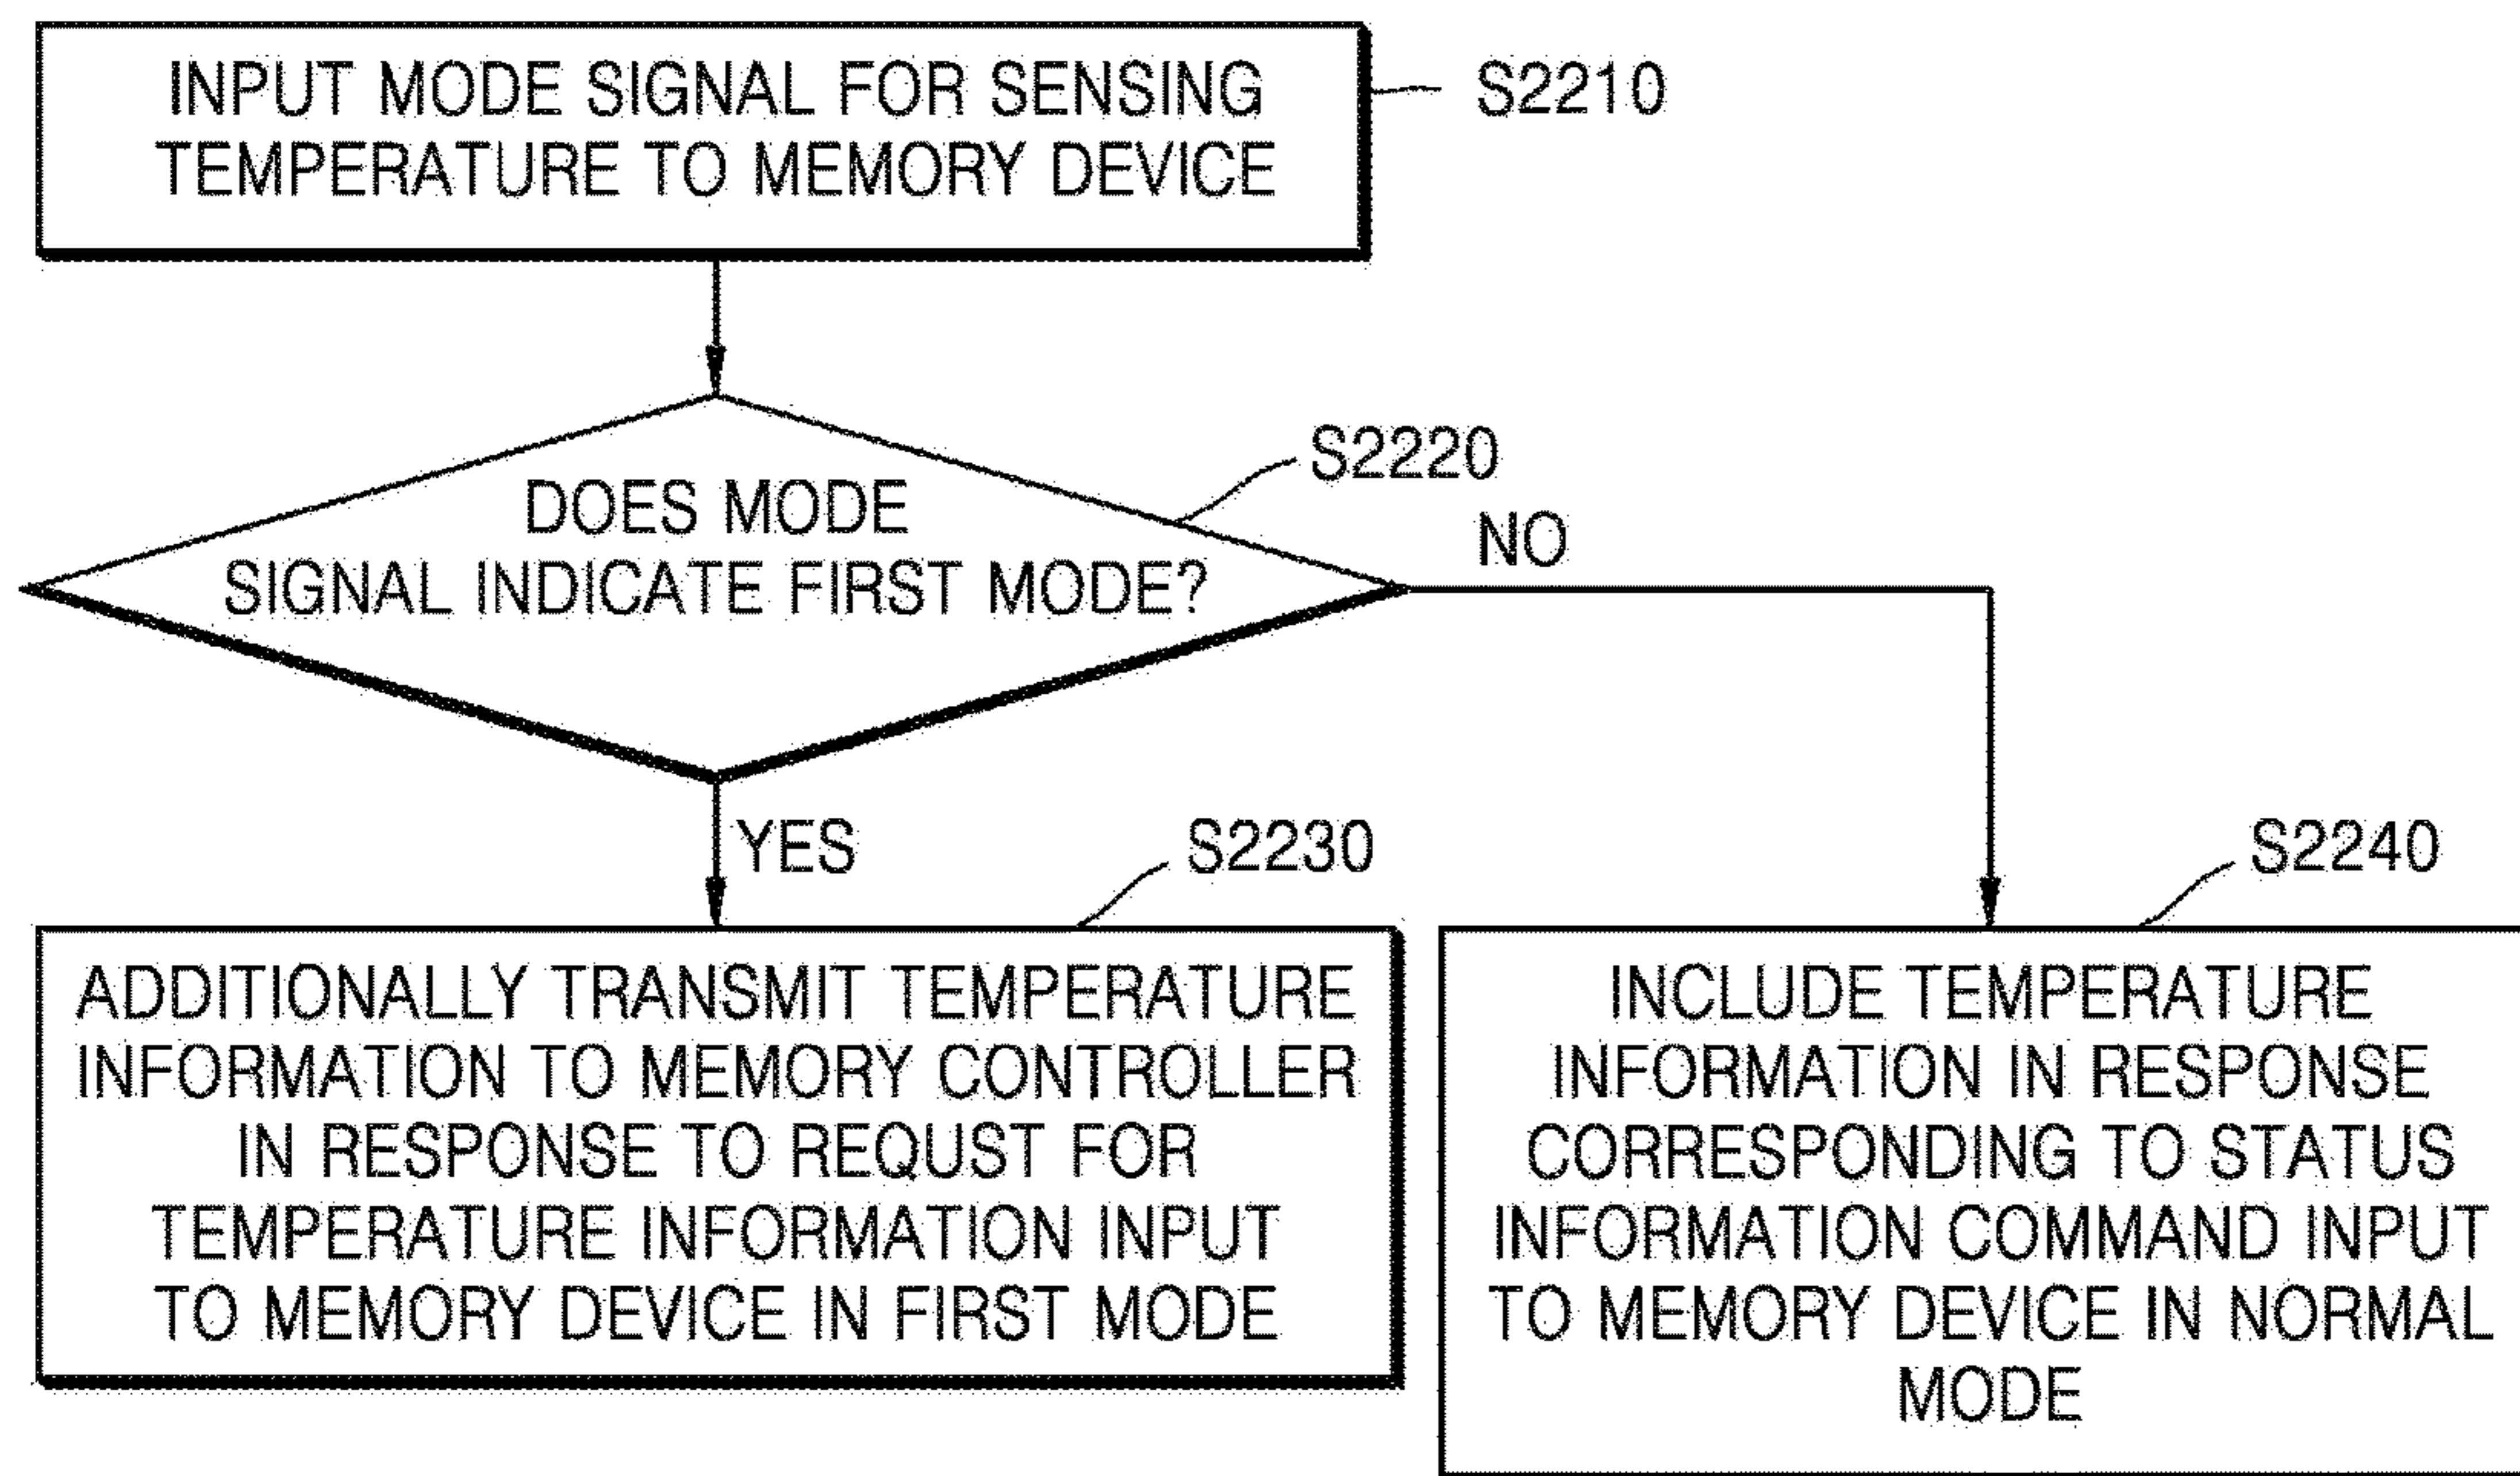 INPUT MODE SIGNAL FOR SENSING
TEMPERATURE TO MEMORY DEVICE
S2210
S2220
DOES MODE
SIGNAL INDICATE FIRST MODE?
NO
YES
S2230
ADDITIONALLY TRANSMIT TEMPERATURE
INFORMATION TO MEMORY CONTROLLER
IN RESPONSE TO REQUST FOR
TEMPERATURE INFORMATION INPUT
TO MEMORY DEVICE IN FIRST MODE
S2240
INCLUDE TEMPERATURE
INFORMATION IN RESPONSE
CORRESPONDING TO STATUS
INFORMATION COMMAND INPUT
TO MEMORY DEVICE IN NORMAL
MODE